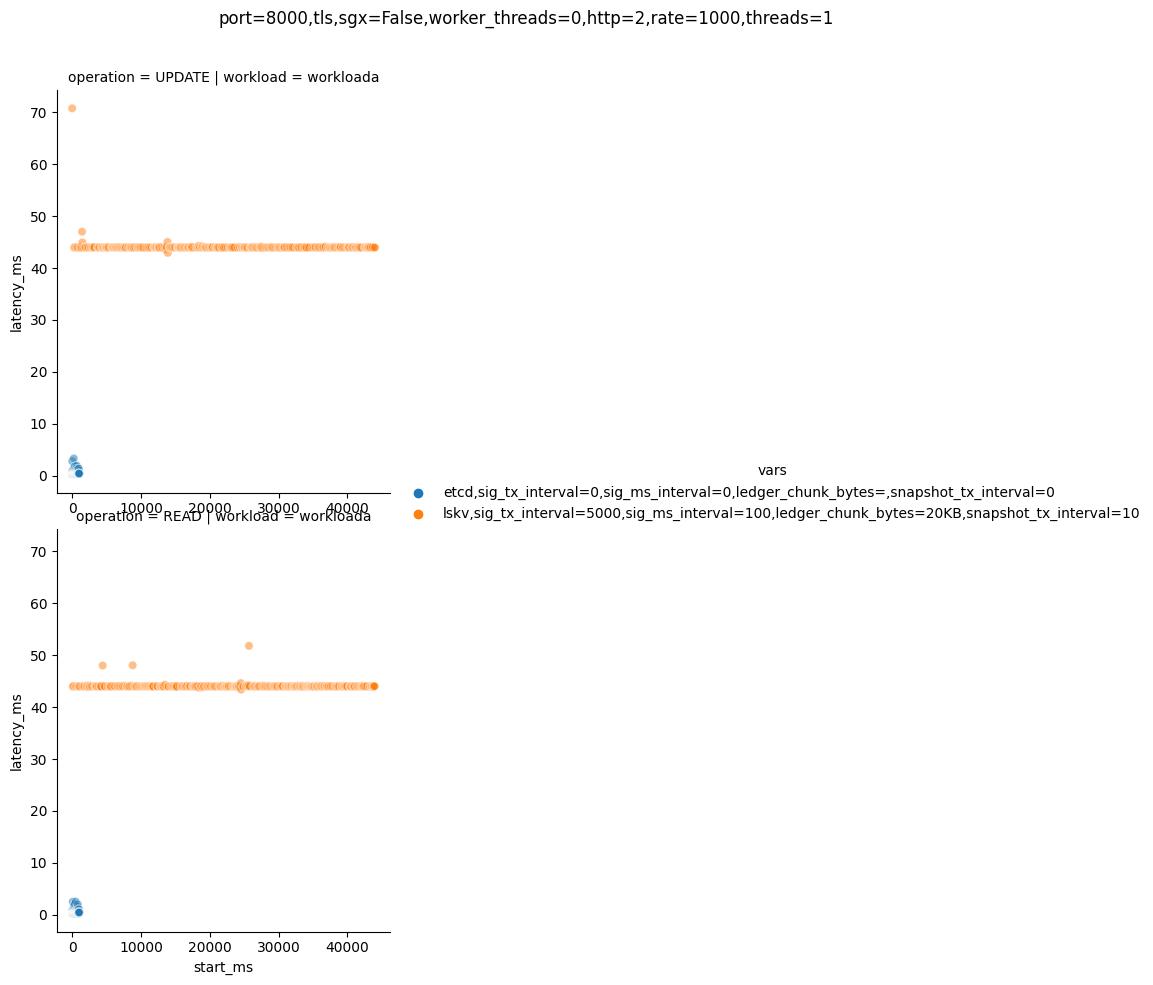 port=8000,tls,sgx=False,worker_threads=0,http=2,rate=1000,threads=1
operation = UPDATE | workload = workloada
70
60
50
40
30
20
10
0
latency_ms
0 10000 20000 30000 40000
vars
etcd,sig_tx_interval=0,sig_ms_interval=0,ledger_chunk_bytes=,snapshot_tx_interval=0
lskv,sig_tx_interval=5000,sig_ms_interval=100,ledger_chunk_bytes=20KB,snapshot_tx_interval=10
operation = READ | workload = workloada
70
60
50
40
30
20
10
0
latency_ms
0 10000 20000 30000 40000
start_ms